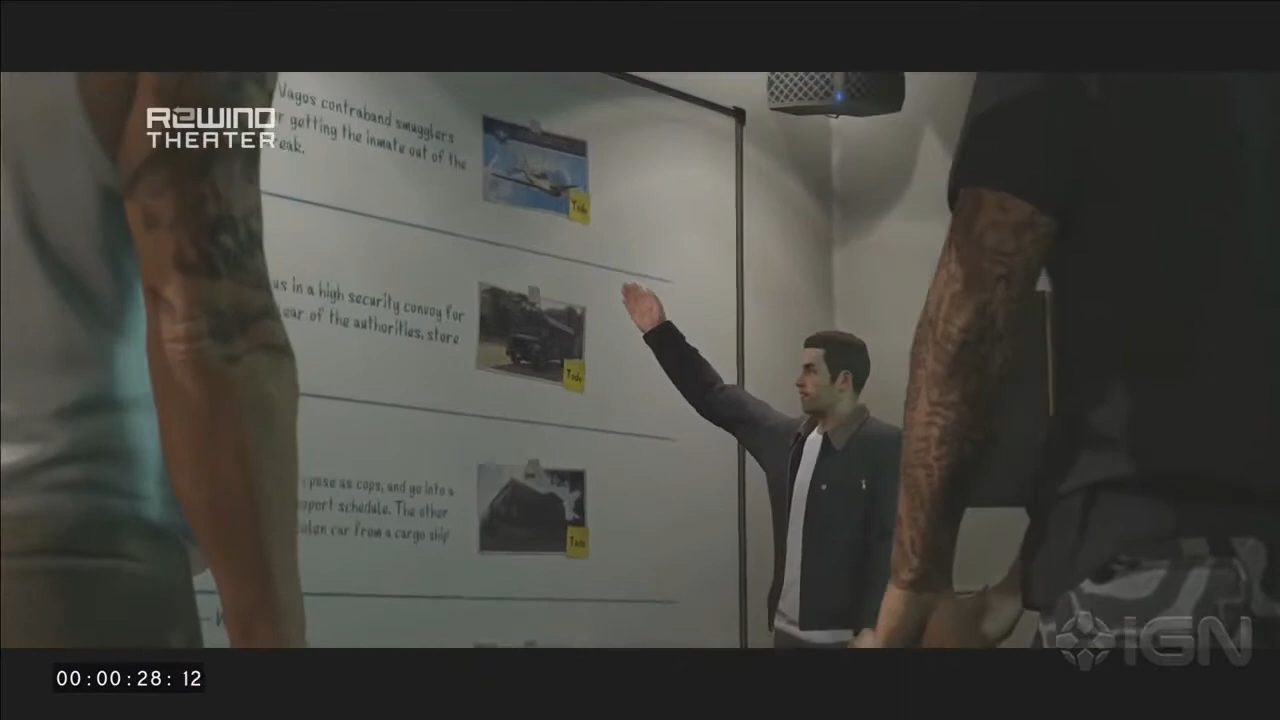 REWIND
THEATER
Vagos contraband smugglers
r getting the inmate out of the
eak.
Todo
us in a high security convoy for
ear of the authorities, store
Todo
pose as cops, and go into a
sport schedule. The other
olen car from a cargo ship
Todo
IGN
00:00:28:12